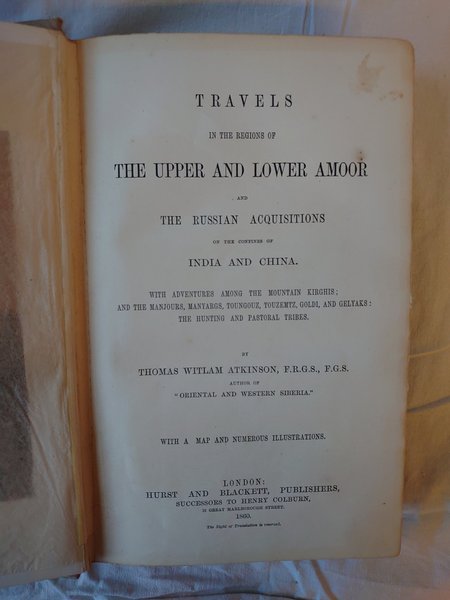 TRAVELS
IN THE REGIONS OF
THE UPPER AND LOWER AMOOR
AND
THE RUSSIAN ACQUISITIONS
ON THE CONFINES OF
INDIA AND CHINA.
WITH ADVENTURES AMONG THE MOUNTAIN KIRGHIS;
AND THE MANJOURS, MANYARGS, TOUNGOUZ, TOUZEMTZ, GOLDI, AND GELYAKS:
THE HUNTING AND PASTORAL TRIBES.
BY
THOMAS WITLAM ATKINSON, F.R.G.S., F.G.S.
AUTHOR OF
"ORIENTAL AND WESTERN SIBERIA."
WITH A MAP AND NUMEROUS ILLUSTRATIONS.
LONDON:
HURST AND BLACKETT, PUBLISHERS,
SUCCESSORS TO HENRY COLBURN,
13 GREAT MARLBOROUGH STREET.
1860.
The Right of Translation is reserved.